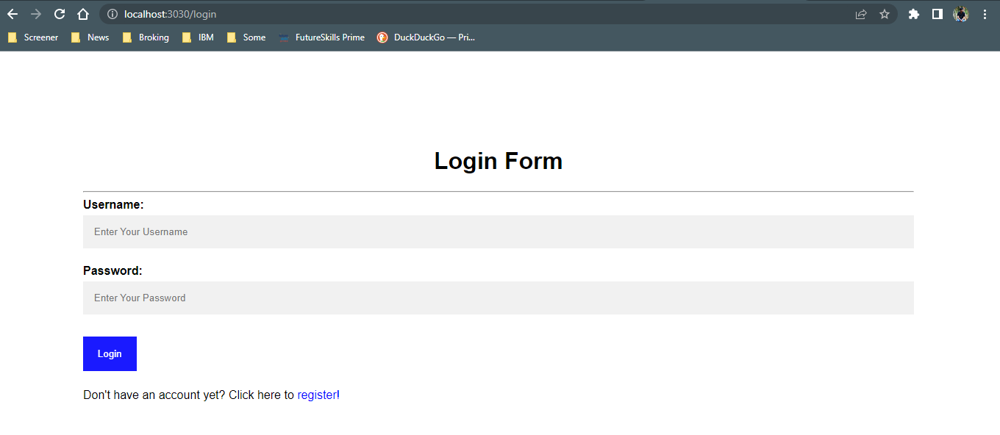 localhost:3030/login
Screener News Broking IBM Some FutureSkills Prime DuckDuckGo — Pri...
Login Form
Username:
Enter Your Username
Password:
Enter Your Password
Login
Don't have an account yet? Click here to register!